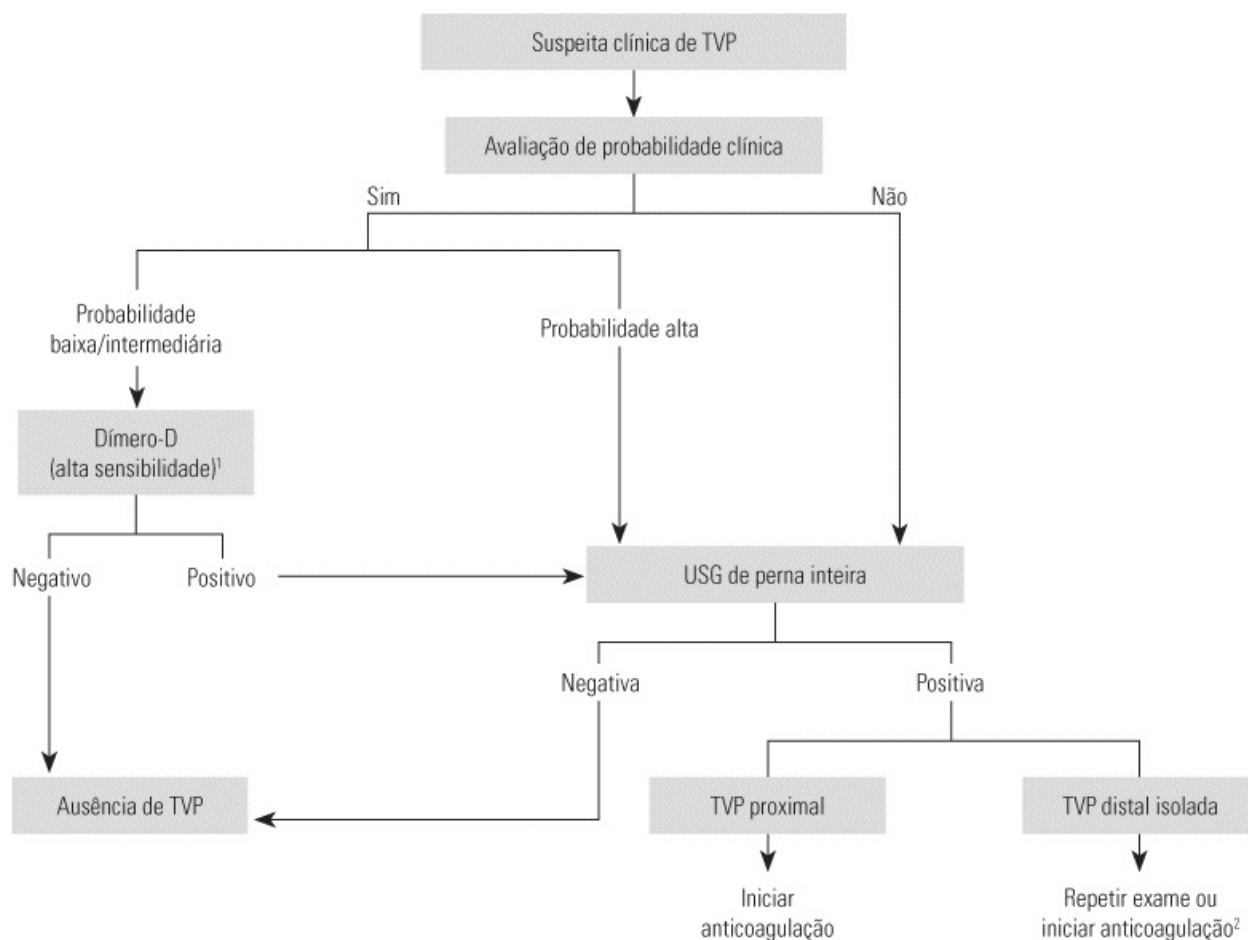 Suspeita clínica de TVP
Avaliação de probabilidade clínica
Sim
Não
Probabilidade
baixa/intermediária
Probabilidade alta
Dímero-D
(alta sensibilidade)¹
Negativo
Positivo
USG de perna inteira
Negativa
Positiva
Ausência de TVP
TVP proximal
TVP distal isolada
Iniciar
anticoagulação
Repetir exame ou
iniciar anticoagulação²